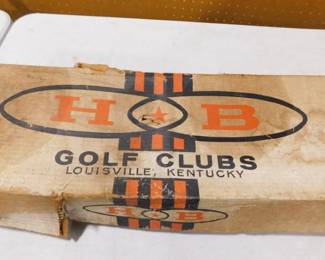 H ★ B
GOLF CLUBS
LOUISVILLE, KENTUCKY
H ★ B